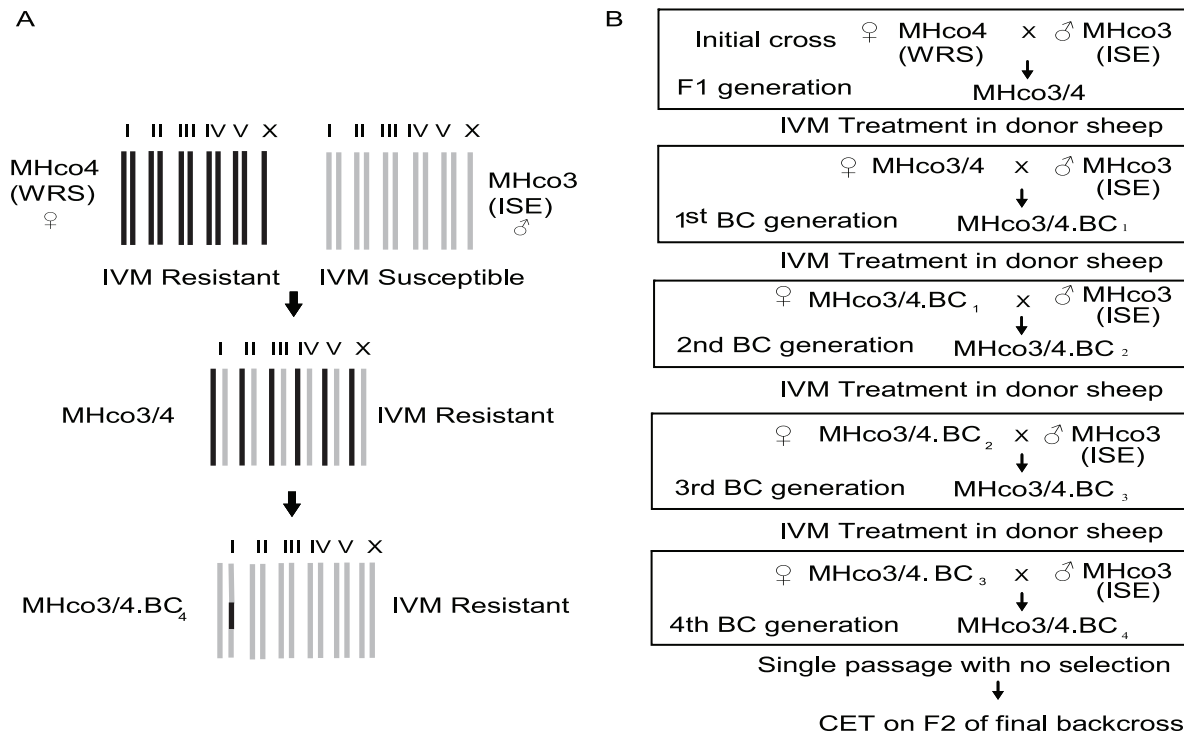 A
I II III IV V X
I II III IV V X
MHco4
(WRS)
♀
MHco3
(ISE)
♂
IVM Resistant
IVM Susceptible
I II III IV V X
MHco3/4
IVM Resistant
I II III IV V X
MHco3/4.BC₄
IVM Resistant
B
Initial cross ♀ MHco4 x ♂ MHco3
(WRS) (ISE)
F1 generation MHco3/4
IVM Treatment in donor sheep
♀ MHco3/4 x ♂ MHco3
(ISE)
1st BC generation MHco3/4.BC₁
IVM Treatment in donor sheep
♀ MHco3/4.BC₁ x ♂ MHco3
(ISE)
2nd BC generation MHco3/4.BC₂
IVM Treatment in donor sheep
♀ MHco3/4.BC₂ x ♂ MHco3
(ISE)
3rd BC generation MHco3/4.BC₃
IVM Treatment in donor sheep
♀ MHco3/4.BC₃ x ♂ MHco3
(ISE)
4th BC generation MHco3/4.BC₄
Single passage with no selection
CET on F2 of final backcross